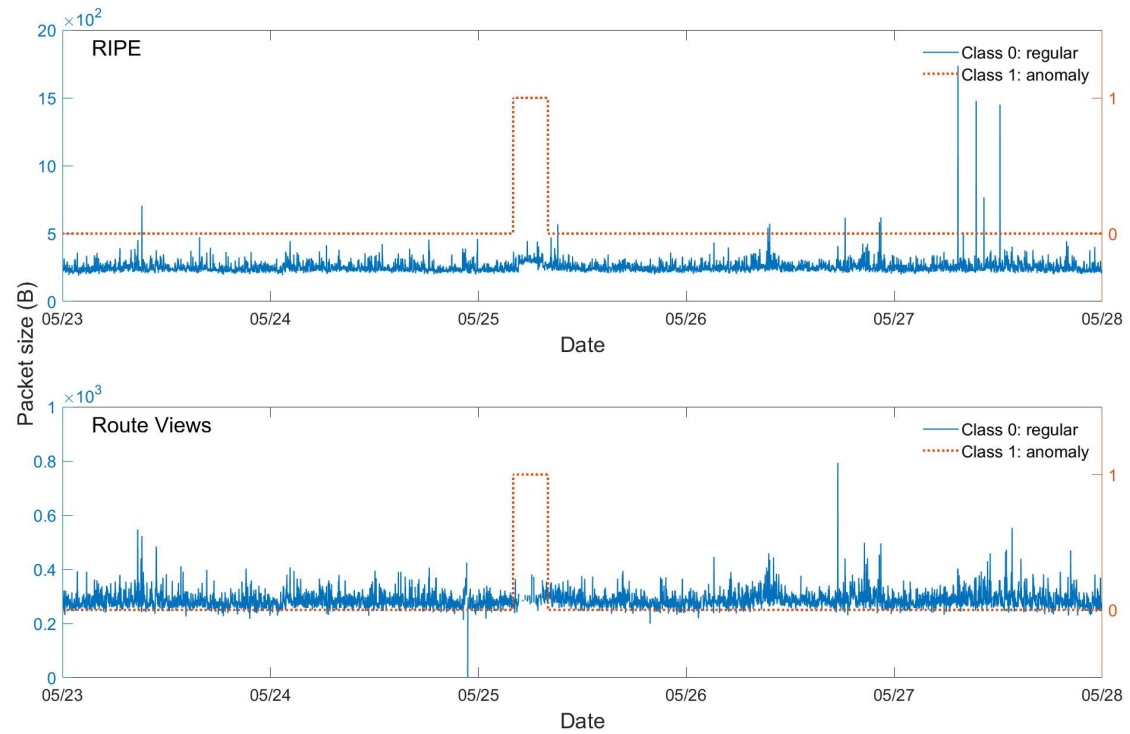 ×10²
20
15
10
5
0
RIPE
Class 0: regular
Class 1: anomaly
1
0
05/23 05/24 05/25 05/26 05/27 05/28
Date
Packet size (B)
×10³
1
0.8
0.6
0.4
0.2
0
Route Views
Class 0: regular
Class 1: anomaly
1
0
05/23 05/24 05/25 05/26 05/27 05/28
Date